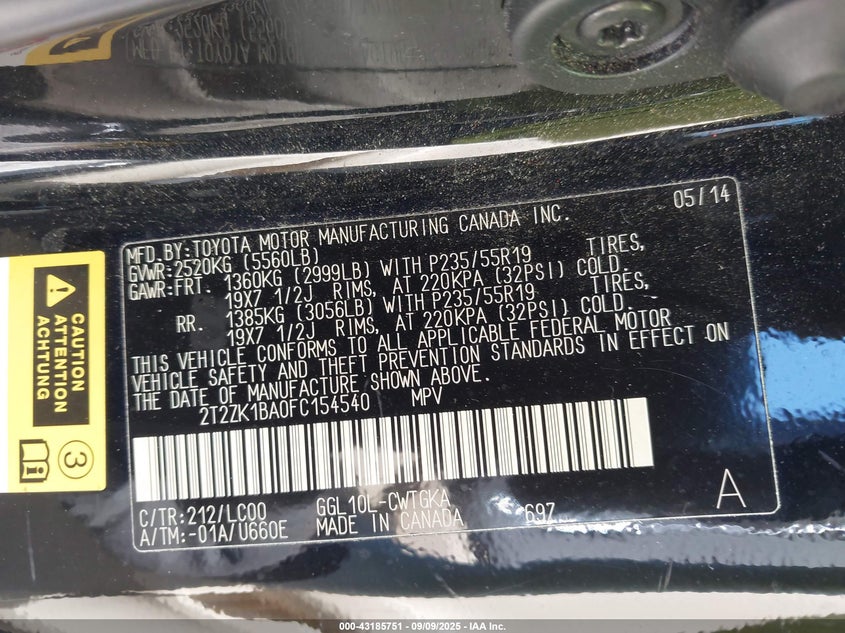 MFD. BY: TOYOTA MOTOR MANUFACTURING CANADA INC. 05/14
GVWR: 2520KG (5560LB)
GAWR: FRT. 1360KG (2999LB) WITH P235/55R19 TIRES,
19X7 1/2J RIMS, AT 220KPA (32PSI) COLD.
RR. 1385KG (3056LB) WITH P235/55R19 TIRES,
19X7 1/2J RIMS, AT 220KPA (32PSI) COLD.
THIS VEHICLE CONFORMS TO ALL APPLICABLE FEDERAL MOTOR
VEHICLE SAFETY AND THEFT PREVENTION STANDARDS IN EFFECT ON
THE DATE OF MANUFACTURE SHOWN ABOVE.
2T2ZK1BA0FC154540 MPV
C/TR: 212/LC00 GGL10L-CWTGKA 69Z A
A/TM: -01A/U660E MADE IN CANADA
CAUTION
ATTENTION
ACHTUNG
3
000-43185751 - 09/09/2025 - IAA Inc.